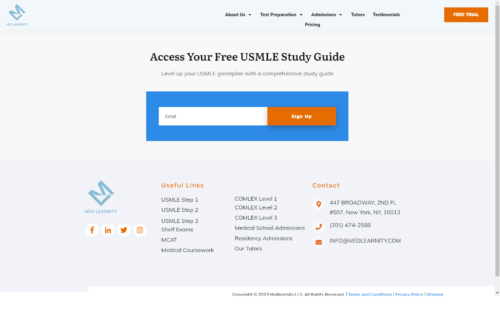 MED LEARNITY
About Us
Test Preparation
Admissions
Tutors
Testimonials
Pricing
FREE TRIAL
Access Your Free USMLE Study Guide
Level up your USMLE gameplan with a comprehensive study guide
Email
Sign Up
MED LEARNITY
Useful Links
USMLE Step 1
USMLE Step 2
USMLE Step 3
Shelf Exams
MCAT
Medical Coursework
COMLEX Level 1
COMLEX Level 2
COMLEX Level 3
Medical School Admissions
Residency Admissions
Our Tutors
Contact
447 BROADWAY, 2ND FL
#507, New York, NY, 10013
(201) 474-2588
INFO@MEDLEARNITY.COM
Copyright © 2023 Medlearnity LLC. All Rights Reserved. | Terms and Conditions | Privacy Policy | Sitemap